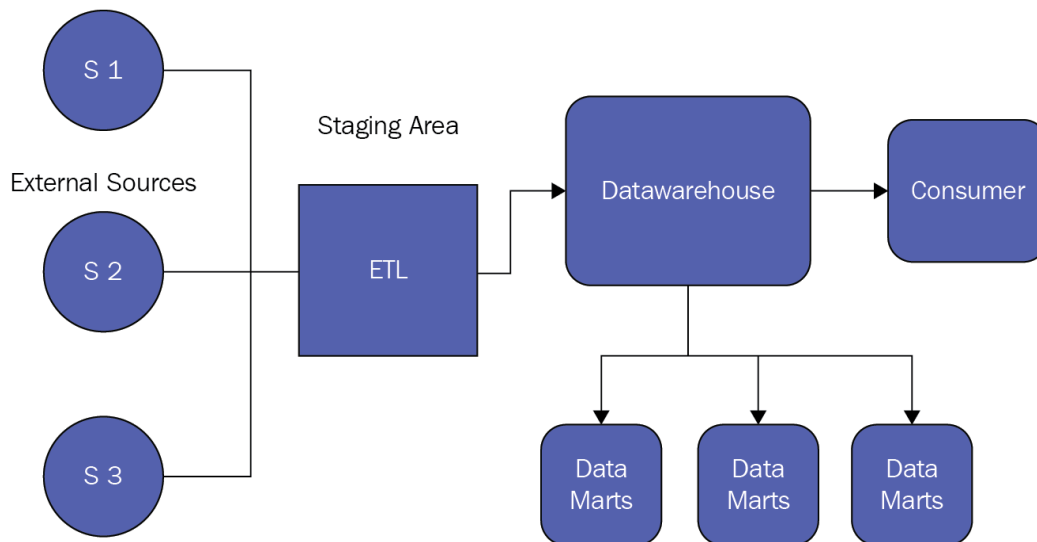 S 1
Staging Area
External Sources
Datawarehouse
Consumer
S 2
ETL
S 3
Data
Marts
Data
Marts
Data
Marts